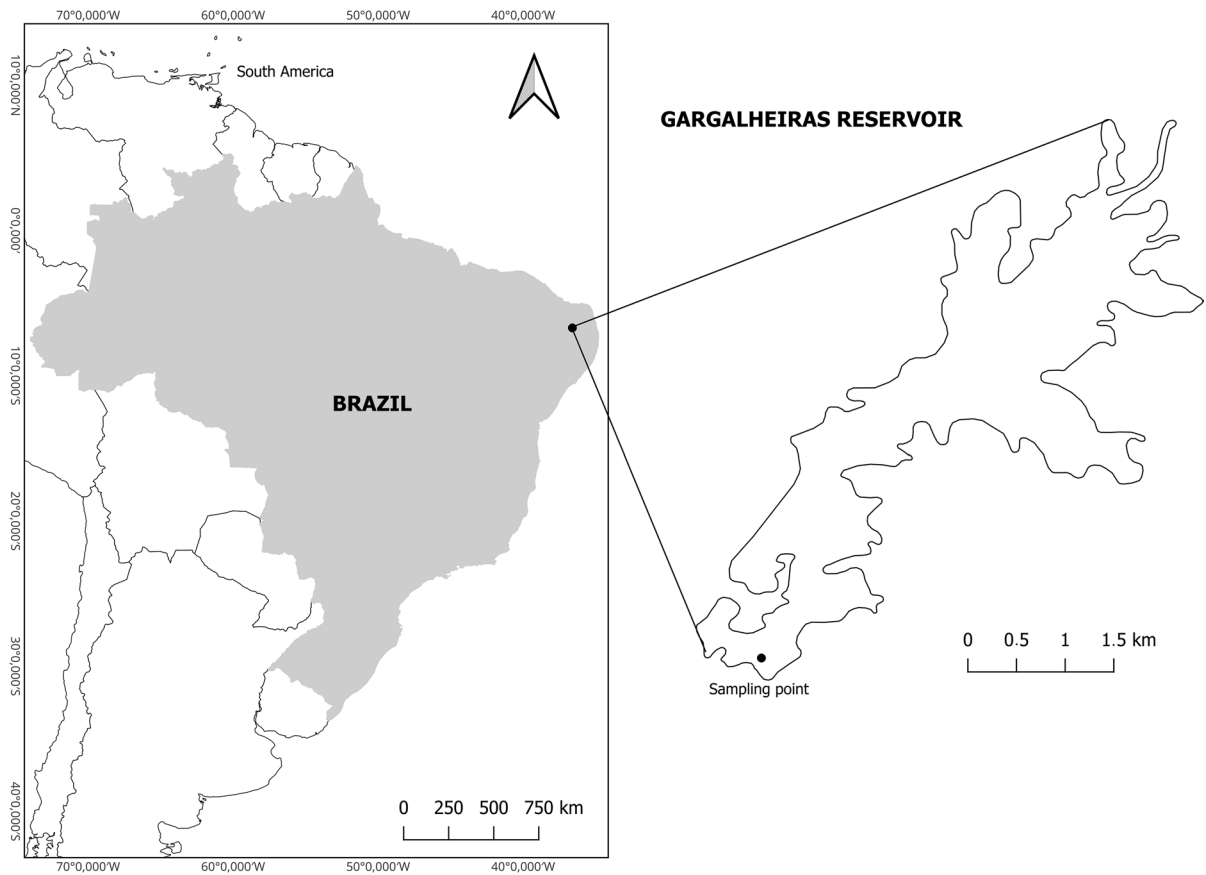 70°0,000'W 60°0,000'W 50°0,000'W 40°0,000'W
10°0,000'N
0°0,000'
10°0,000'S
20°0,000'S
30°0,000'S
40°0,000'S
South America
BRAZIL
0 250 500 750 km
70°0,000'W 60°0,000'W 50°0,000'W 40°0,000'W
GARGALHEIRAS RESERVOIR
0 0.5 1 1.5 km
Sampling point